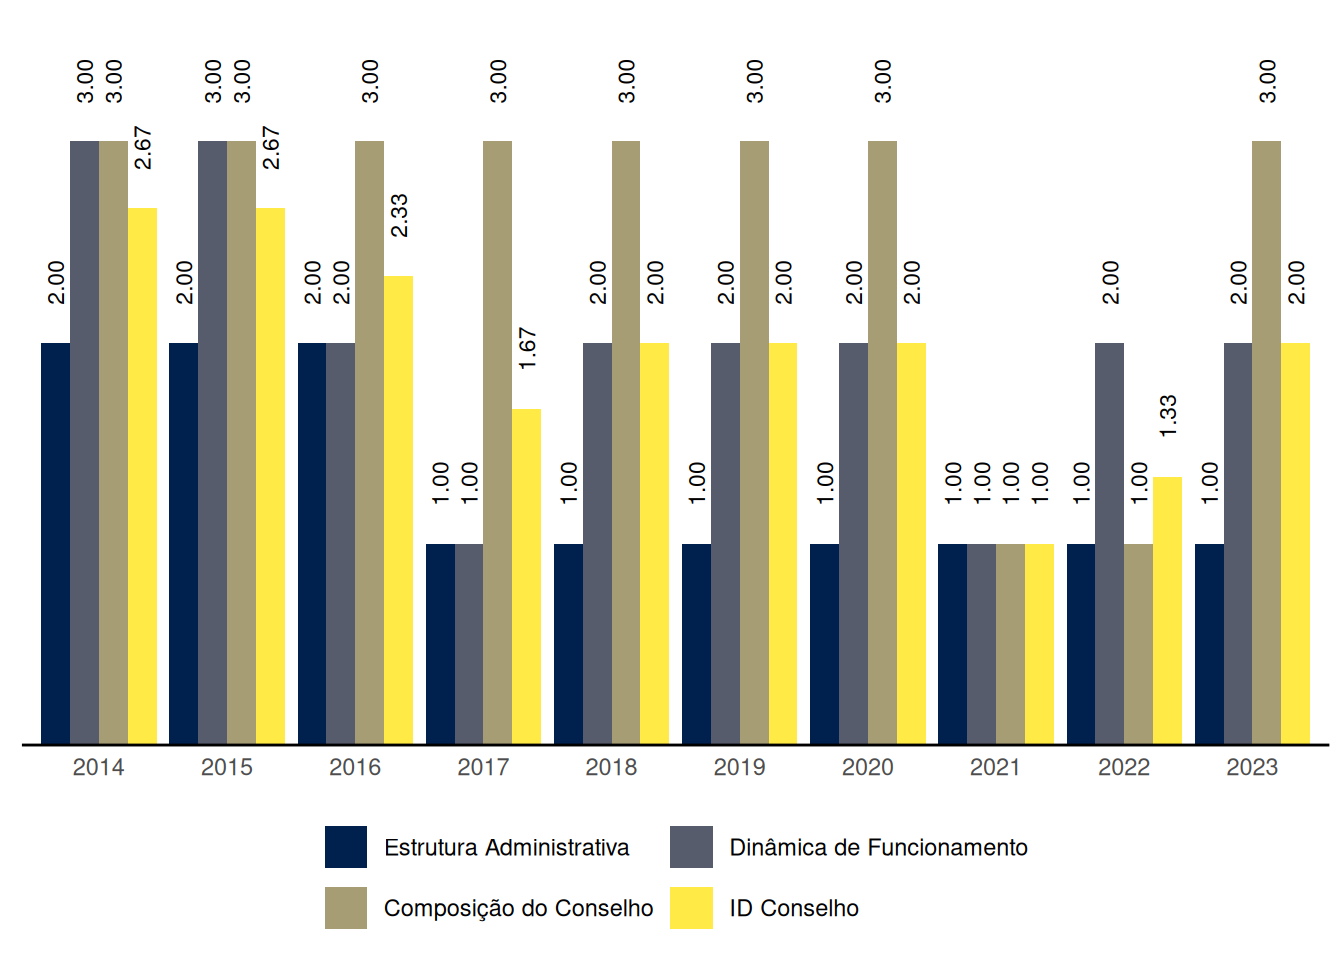 3.00 3.00 3.00 3.00 3.00 3.00 3.00 3.00 3.00 3.00
2.67 2.67
2.33
2.00 2.00 2.00 2.00 2.00 2.00 2.00 2.00 2.00 2.00 2.00 2.00 2.00
1.67
1.33
1.00 1.00 1.00 1.00 1.00 1.00 1.00 1.00 1.00 1.00 1.00 1.00
2014 2015 2016 2017 2018 2019 2020 2021 2022 2023
Estrutura Administrativa Dinâmica de Funcionamento
Composição do Conselho ID Conselho